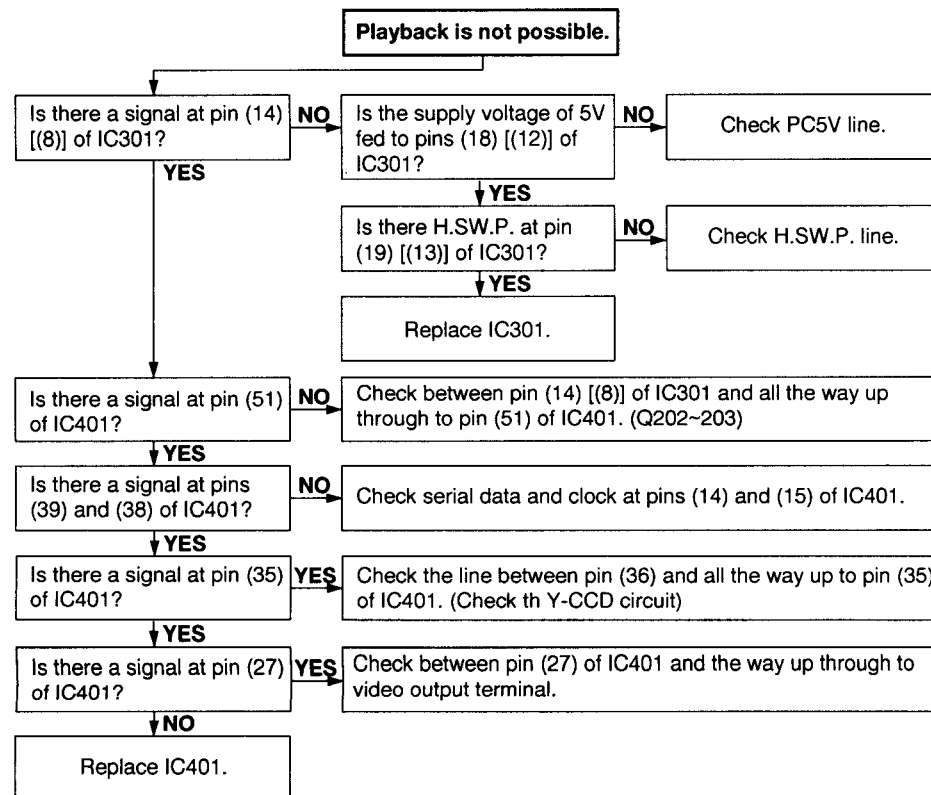 Playback is not possible.
Is there a signal at pin (14)
[(8)] of IC301?
NO
YES
Is the supply voltage of 5V
fed to pins (18) [(12)] of
IC301?
NO
YES
Check PC5V line.
Is there H.SW.P. at pin
(19) [(13)] of IC301?
NO
YES
Check H.SW.P. line.
Replace IC301.
Is there a signal at pin (51)
of IC401?
NO
YES
Check between pin (14) [(8)] of IC301 and all the way up
through to pin (51) of IC401. (Q202~203)
Is there a signal at pins
(39) and (38) of IC401?
NO
YES
Check serial data and clock at pins (14) and (15) of IC401.
Is there a signal at pin (35)
of IC401?
YES
YES
Check the line between pin (36) and all the way up to pin (35)
of IC401. (Check th Y-CCD circuit)
Is there a signal at pin (27)
of IC401?
YES
NO
Check between pin (27) of IC401 and the way up through to
video output terminal.
Replace IC401.